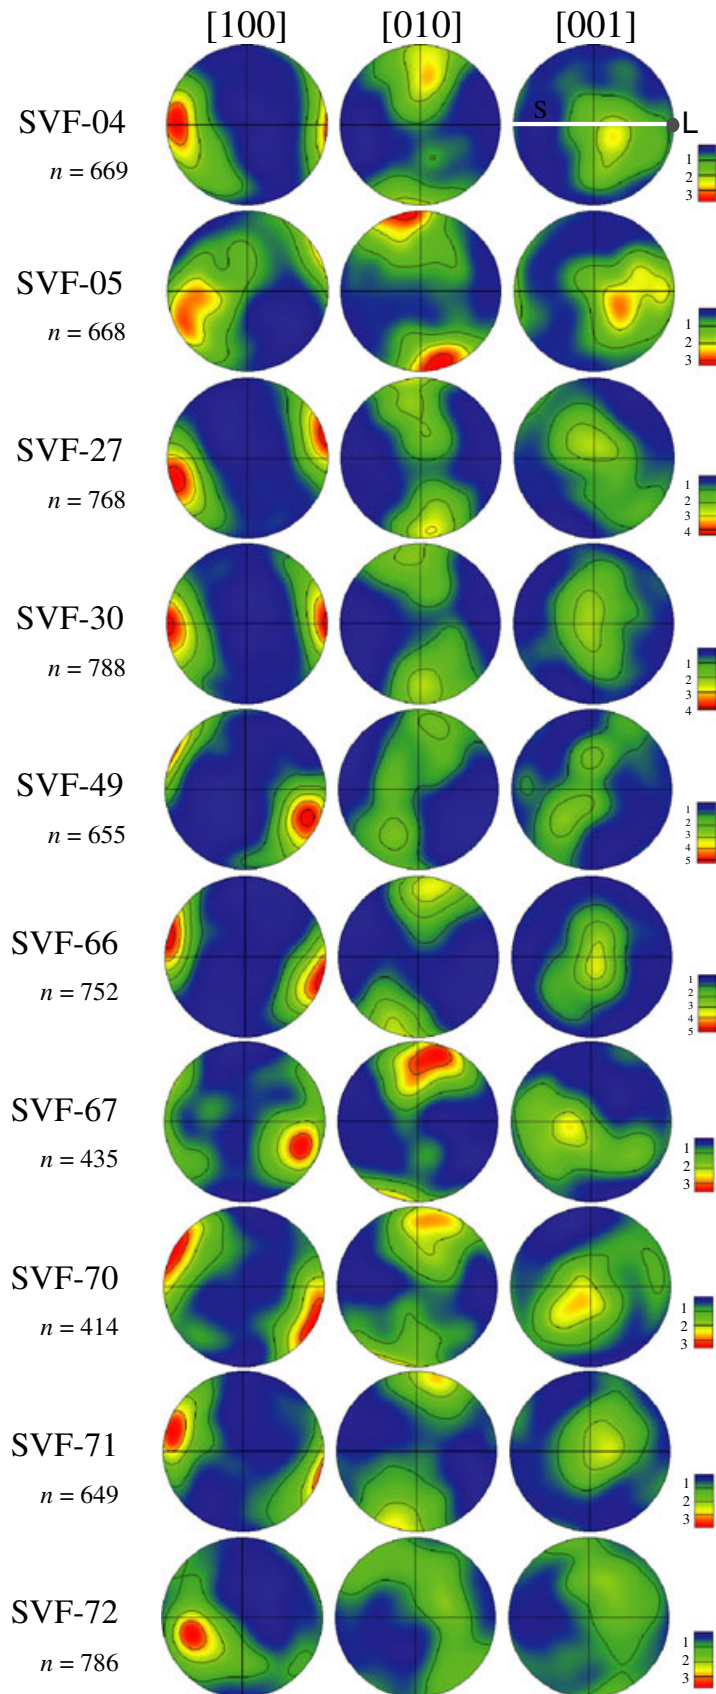 [100] [010] [001]
SVF-04
n = 669
S
L
1
2
3
SVF-05
n = 668
1
2
3
SVF-27
n = 768
1
2
3
4
SVF-30
n = 788
1
2
3
4
SVF-49
n = 655
1
2
3
4
5
SVF-66
n = 752
1
2
3
4
5
SVF-67
n = 435
1
2
3
SVF-70
n = 414
1
2
3
SVF-71
n = 649
1
2
3
SVF-72
n = 786
1
2
3